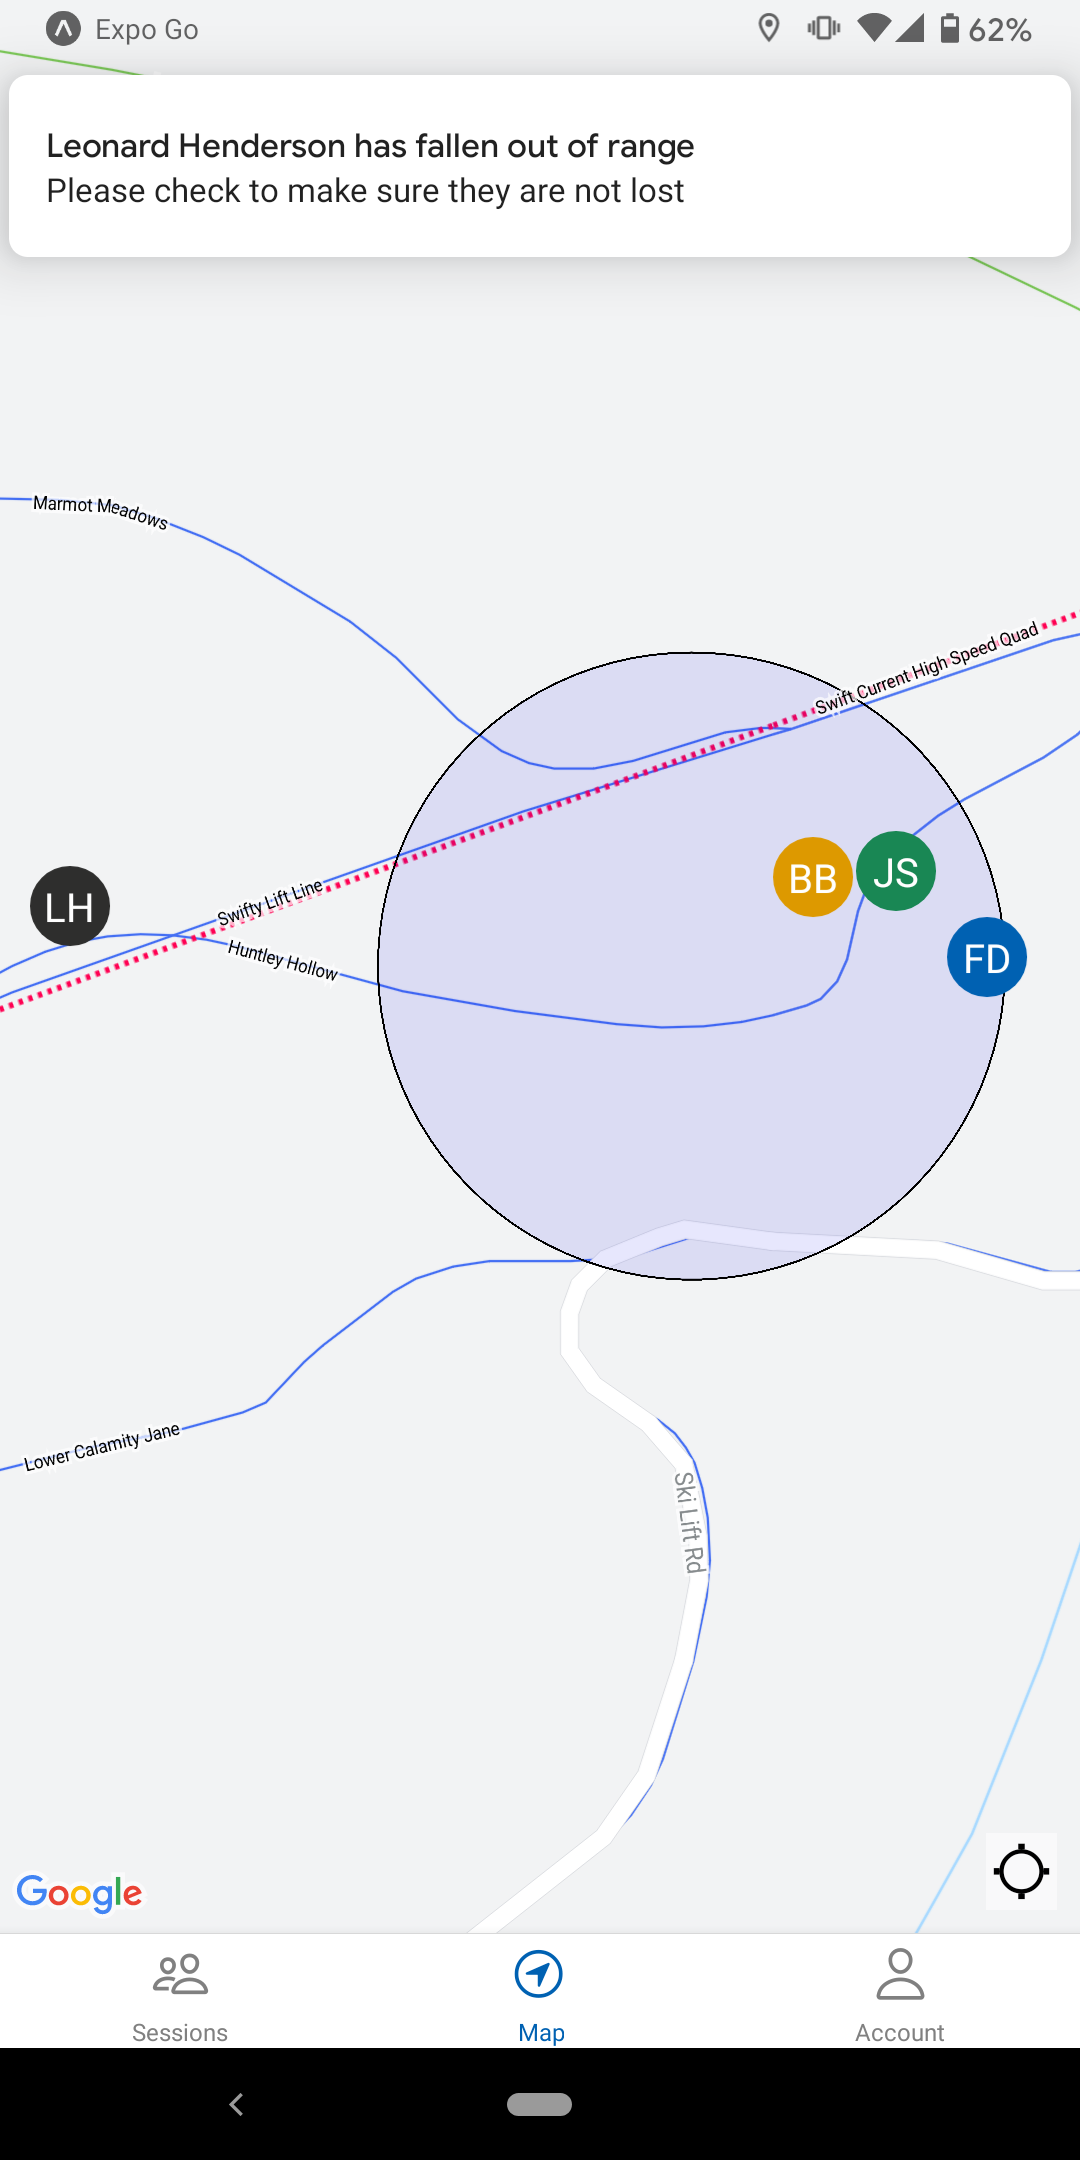 Expo Go
62%
Leonard Henderson has fallen out of range
Please check to make sure they are not lost
Marmot Meadows
Swift Current High Speed Quad
BB
JS
LH
Swifty Lift Line
Huntley Hollow
FD
Lower Calamity Jane
Ski Lift Rd
Google
Sessions
Map
Account